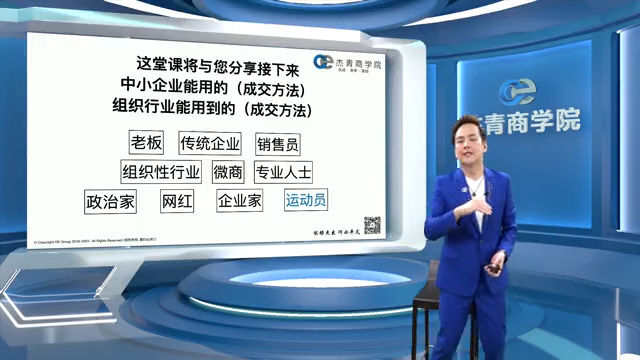 这堂课将与您分享接下来
中小企业能用的（成交方法）
组织行业能用到的（成交方法）
杰青商学院
老板 传统企业 销售员
组织性行业 微商 专业人士
政治家 网红 企业家 运动员
杰青商学院